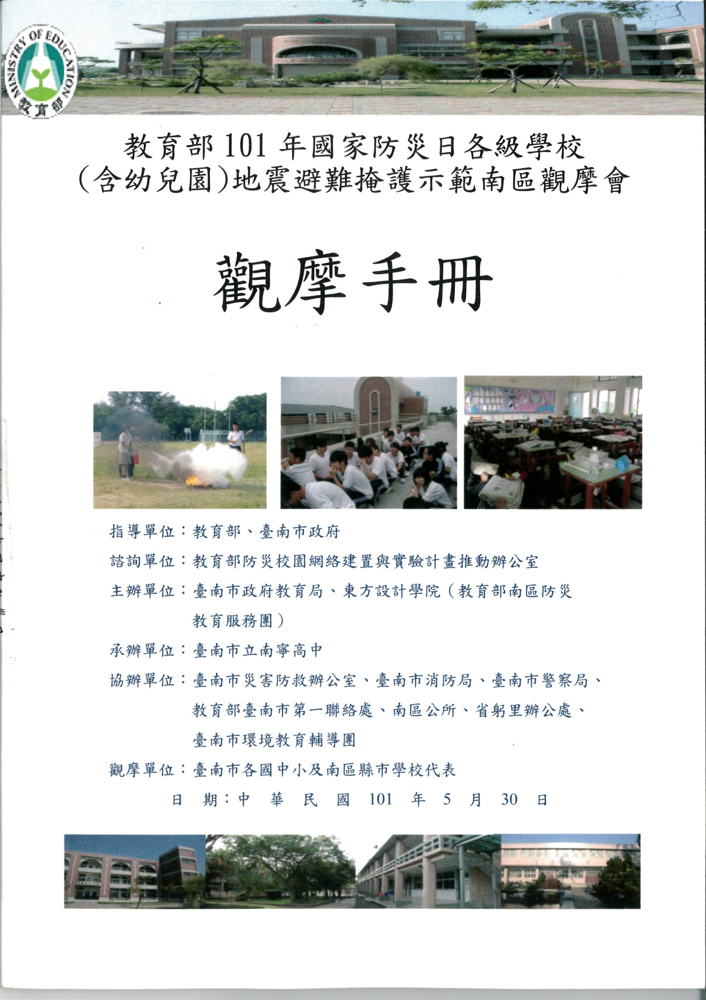 MINISTRY OF EDUCATION
教育部
教育部101年國家防災日各級學校
(含幼兒園)地震避難掩護示範南區觀摩會
觀摩手冊
指導單位：教育部、臺南市政府
諮詢單位：教育部防災校園網絡建置與實驗計畫推動辦公室
主辦單位：臺南市政府教育局、東方設計學院（教育部南區防災
教育服務團）
承辦單位：臺南市立南寧高中
協辦單位：臺南市災害防救辦公室、臺南市消防局、臺南市警察局、
教育部臺南市第一聯絡處、南區公所、省躬里辦公處、
臺南市環境教育輔導團
觀摩單位：臺南市各國中小及南區縣市學校代表
日 期：中 華 民 國 101 年 5 月 30 日